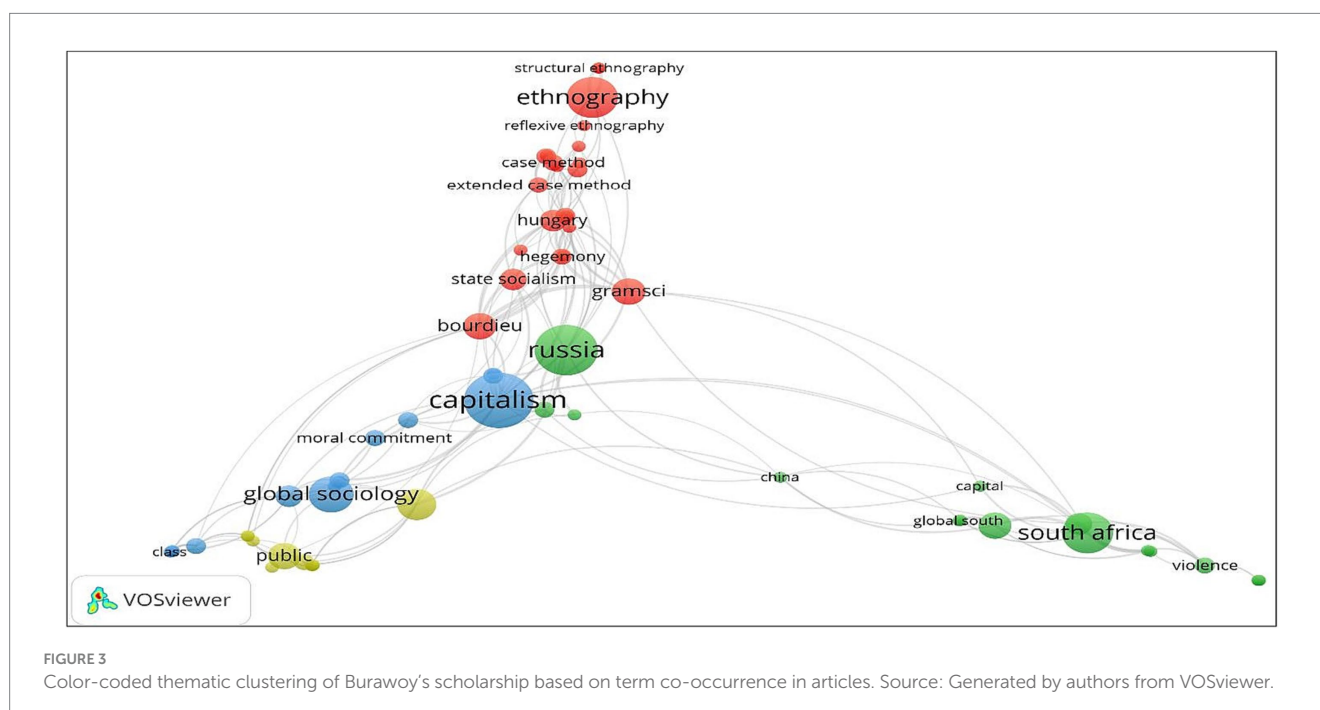 structural ethnography
ethnography
reflexive ethnography
case method
extended case method
hungary
hegemony
state socialism
gramsci
bourdieu
russia
capitalism
moral commitment
china
capital
global sociology
global south
south africa
class
public
violence
VOSviewer
FIGURE 3
Color-coded thematic clustering of Burawoy's scholarship based on term co-occurrence in articles. Source: Generated by authors from VOSviewer.